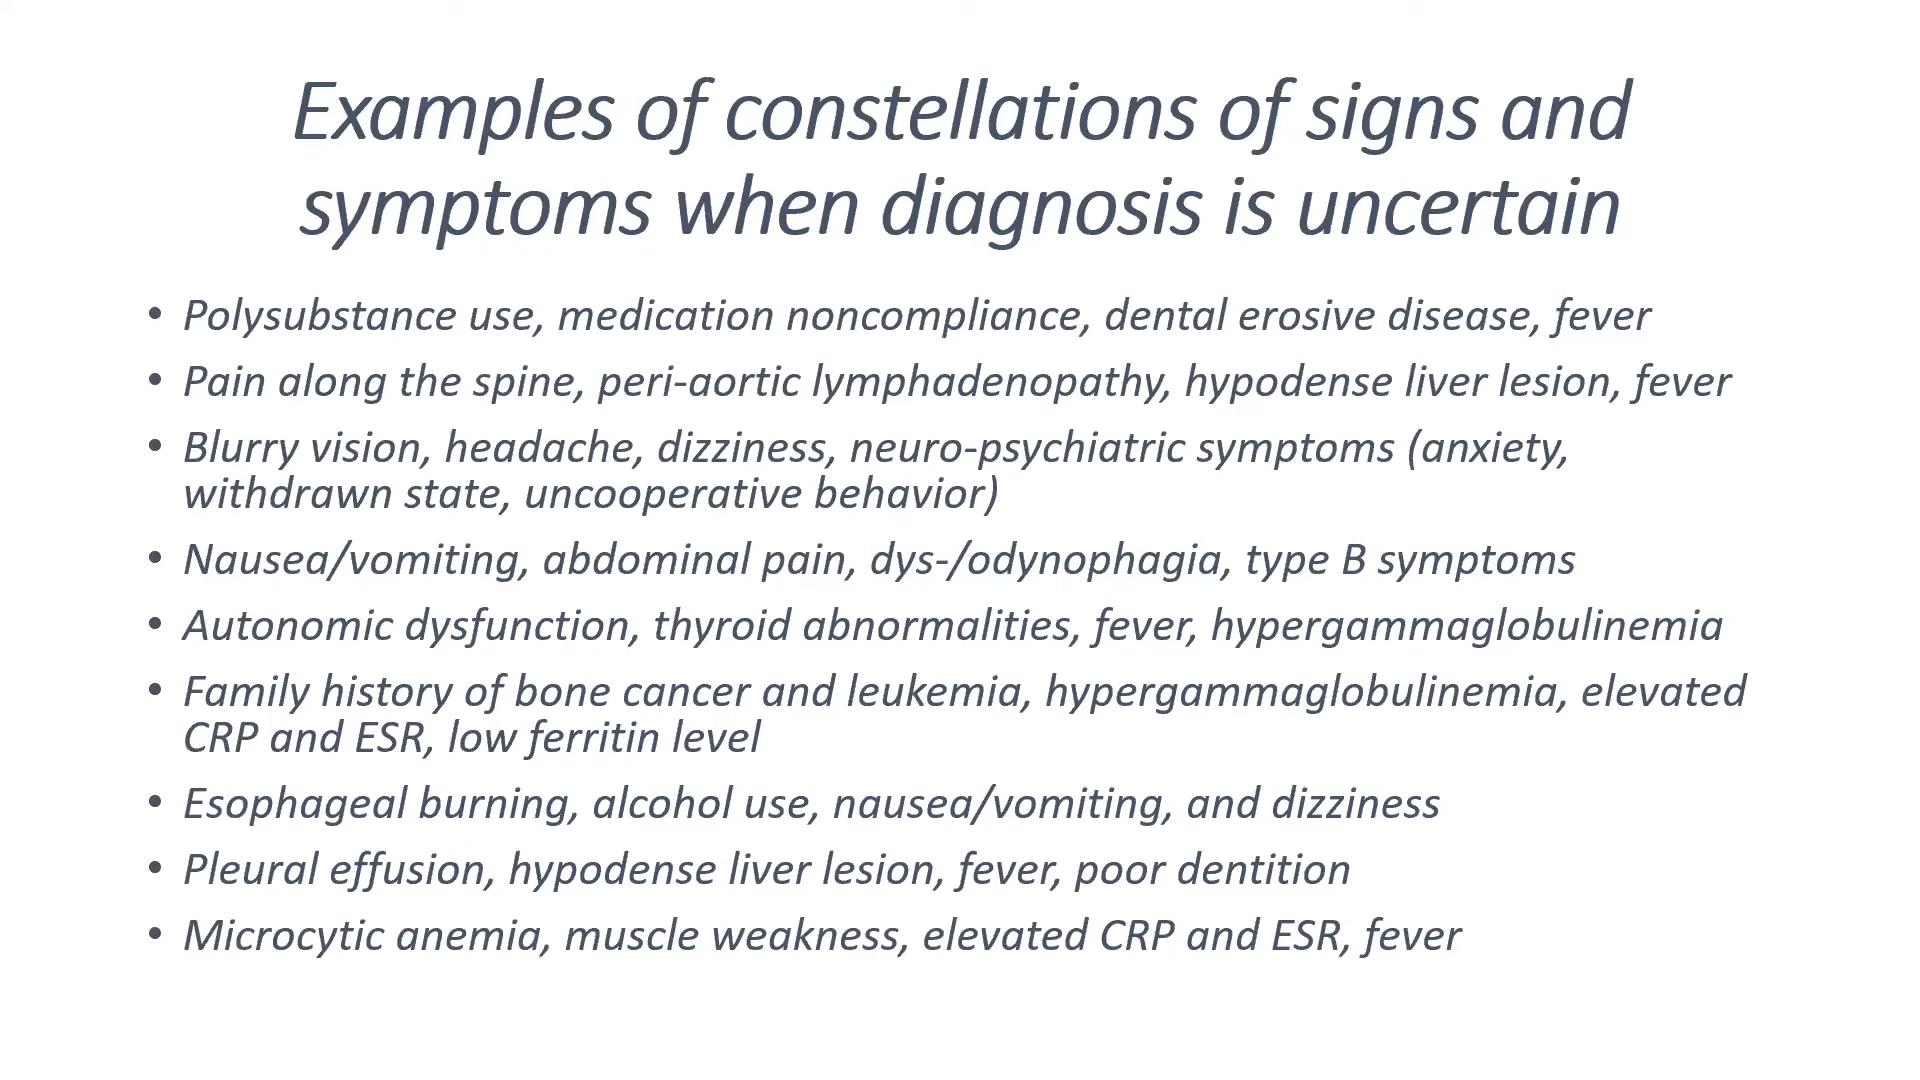 Examples of constellations of signs and
symptoms when diagnosis is uncertain
• Polysubstance use, medication noncompliance, dental erosive disease, fever
• Pain along the spine, peri-aortic lymphadenopathy, hypodense liver lesion, fever
• Blurry vision, headache, dizziness, neuro-psychiatric symptoms (anxiety,
withdrawn state, uncooperative behavior)
• Nausea/vomiting, abdominal pain, dys-/odynophagia, type B symptoms
• Autonomic dysfunction, thyroid abnormalities, fever, hypergammaglobulinemia
• Family history of bone cancer and leukemia, hypergammaglobulinemia, elevated
CRP and ESR, low ferritin level
• Esophageal burning, alcohol use, nausea/vomiting, and dizziness
• Pleural effusion, hypodense liver lesion, fever, poor dentition
• Microcytic anemia, muscle weakness, elevated CRP and ESR, fever